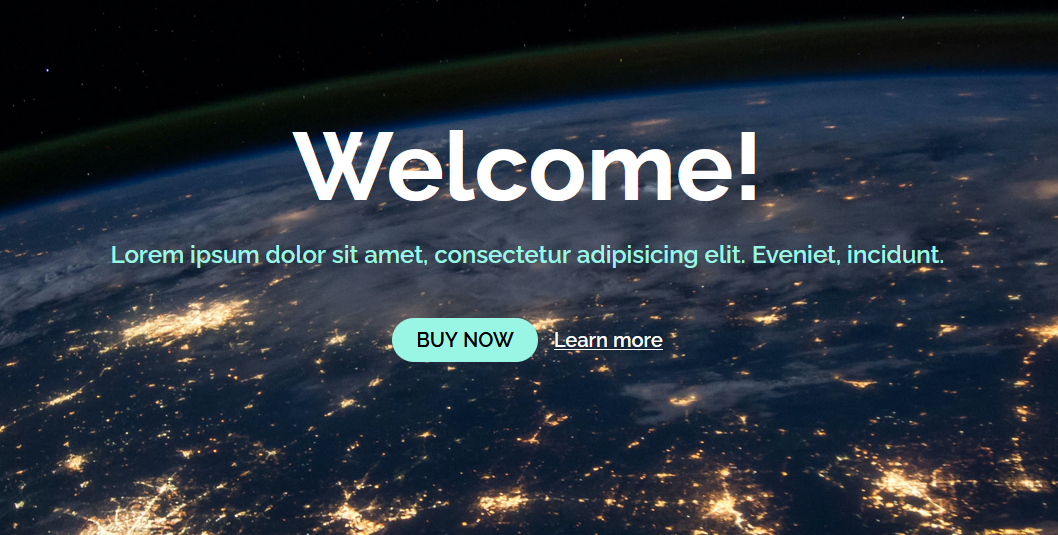 Welcome!
Lorem ipsum dolor sit amet, consectetur adipisicing elit. Eveniet, incidunt.
BUY NOW Learn more